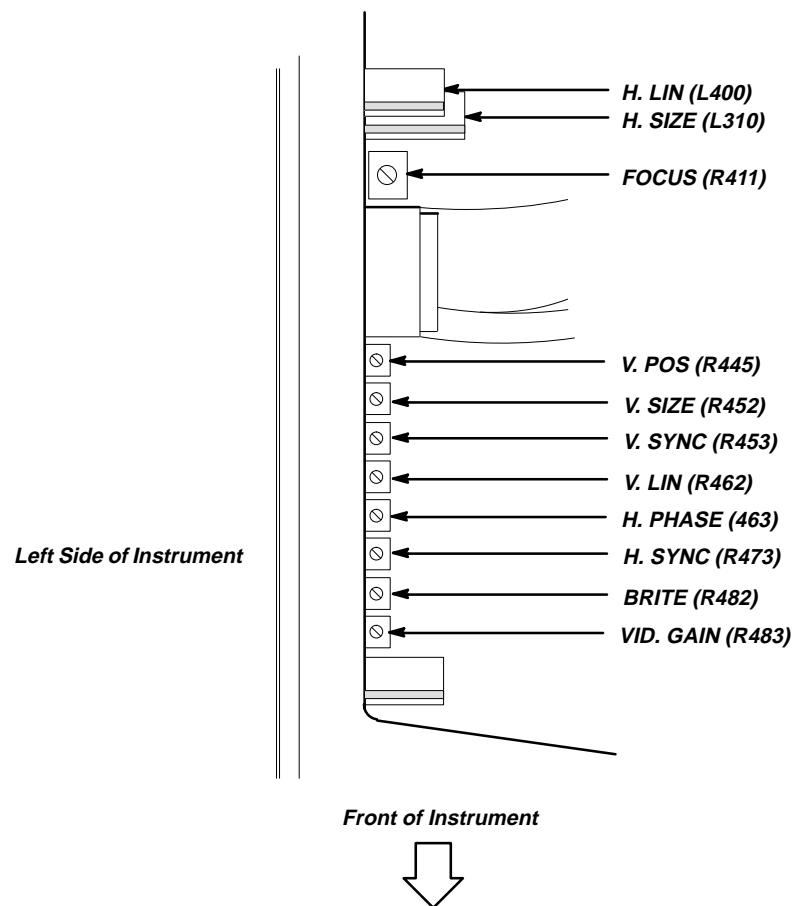 H. LIN (L400)
H. SIZE (L310)
FOCUS (R411)
V. POS (R445)
V. SIZE (R452)
V. SYNC (R453)
V. LIN (R462)
H. PHASE (463)
Left Side of Instrument
H. SYNC (R473)
BRITE (R482)
VID. GAIN (R483)
Front of Instrument